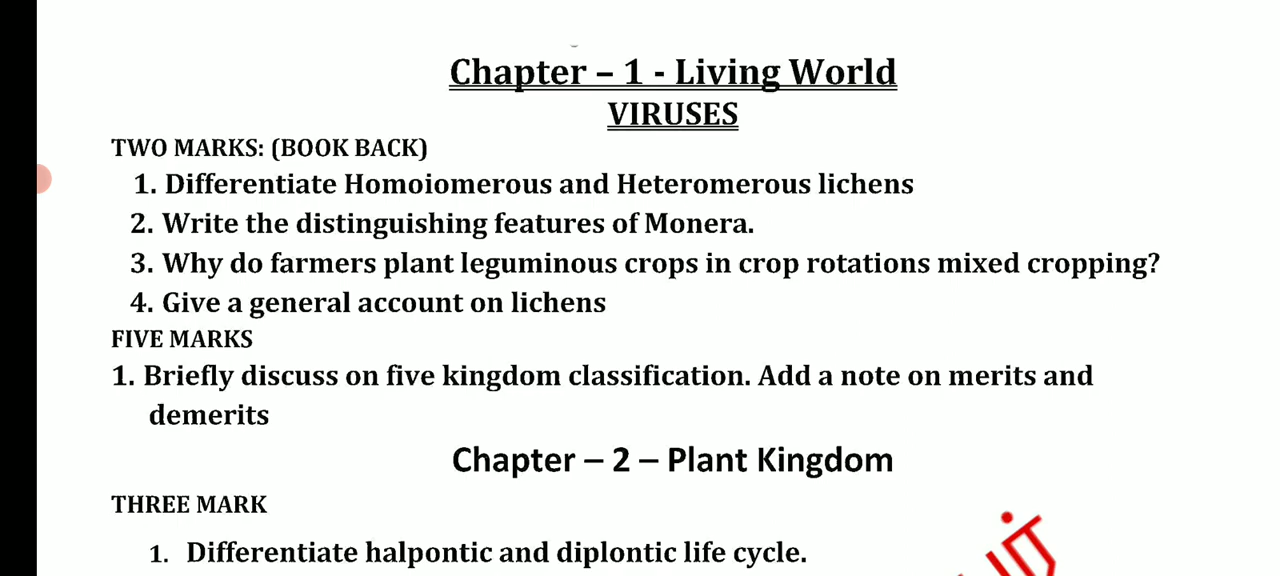 Chapter – 1 - Living World
VIRUSES
TWO MARKS: (BOOK BACK)
1. Differentiate Homoiomerous and Heteromerous lichens
2. Write the distinguishing features of Monera.
3. Why do farmers plant leguminous crops in crop rotations mixed cropping?
4. Give a general account on lichens
FIVE MARKS
1. Briefly discuss on five kingdom classification. Add a note on merits and
demerits
Chapter – 2 – Plant Kingdom
THREE MARK
1. Differentiate halpontic and diplontic life cycle.